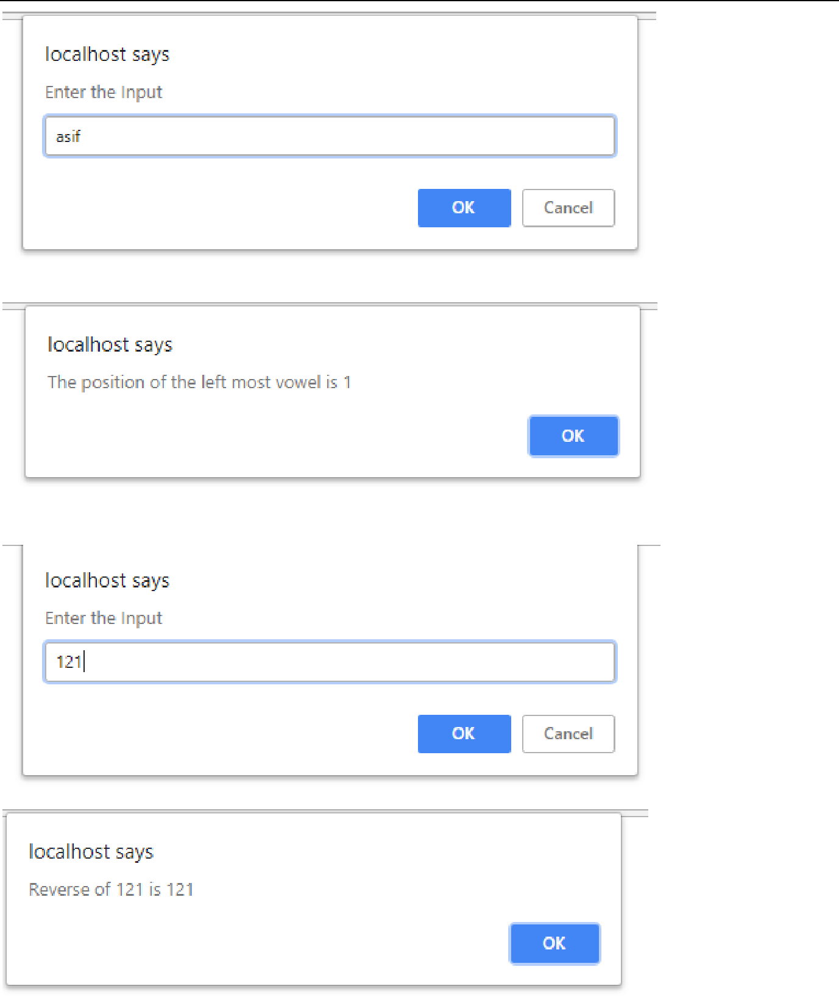 localhost says
Enter the Input
asif
OK Cancel
localhost says
The position of the left most vowel is 1
OK
localhost says
Enter the Input
121
OK Cancel
localhost says
Reverse of 121 is 121
OK